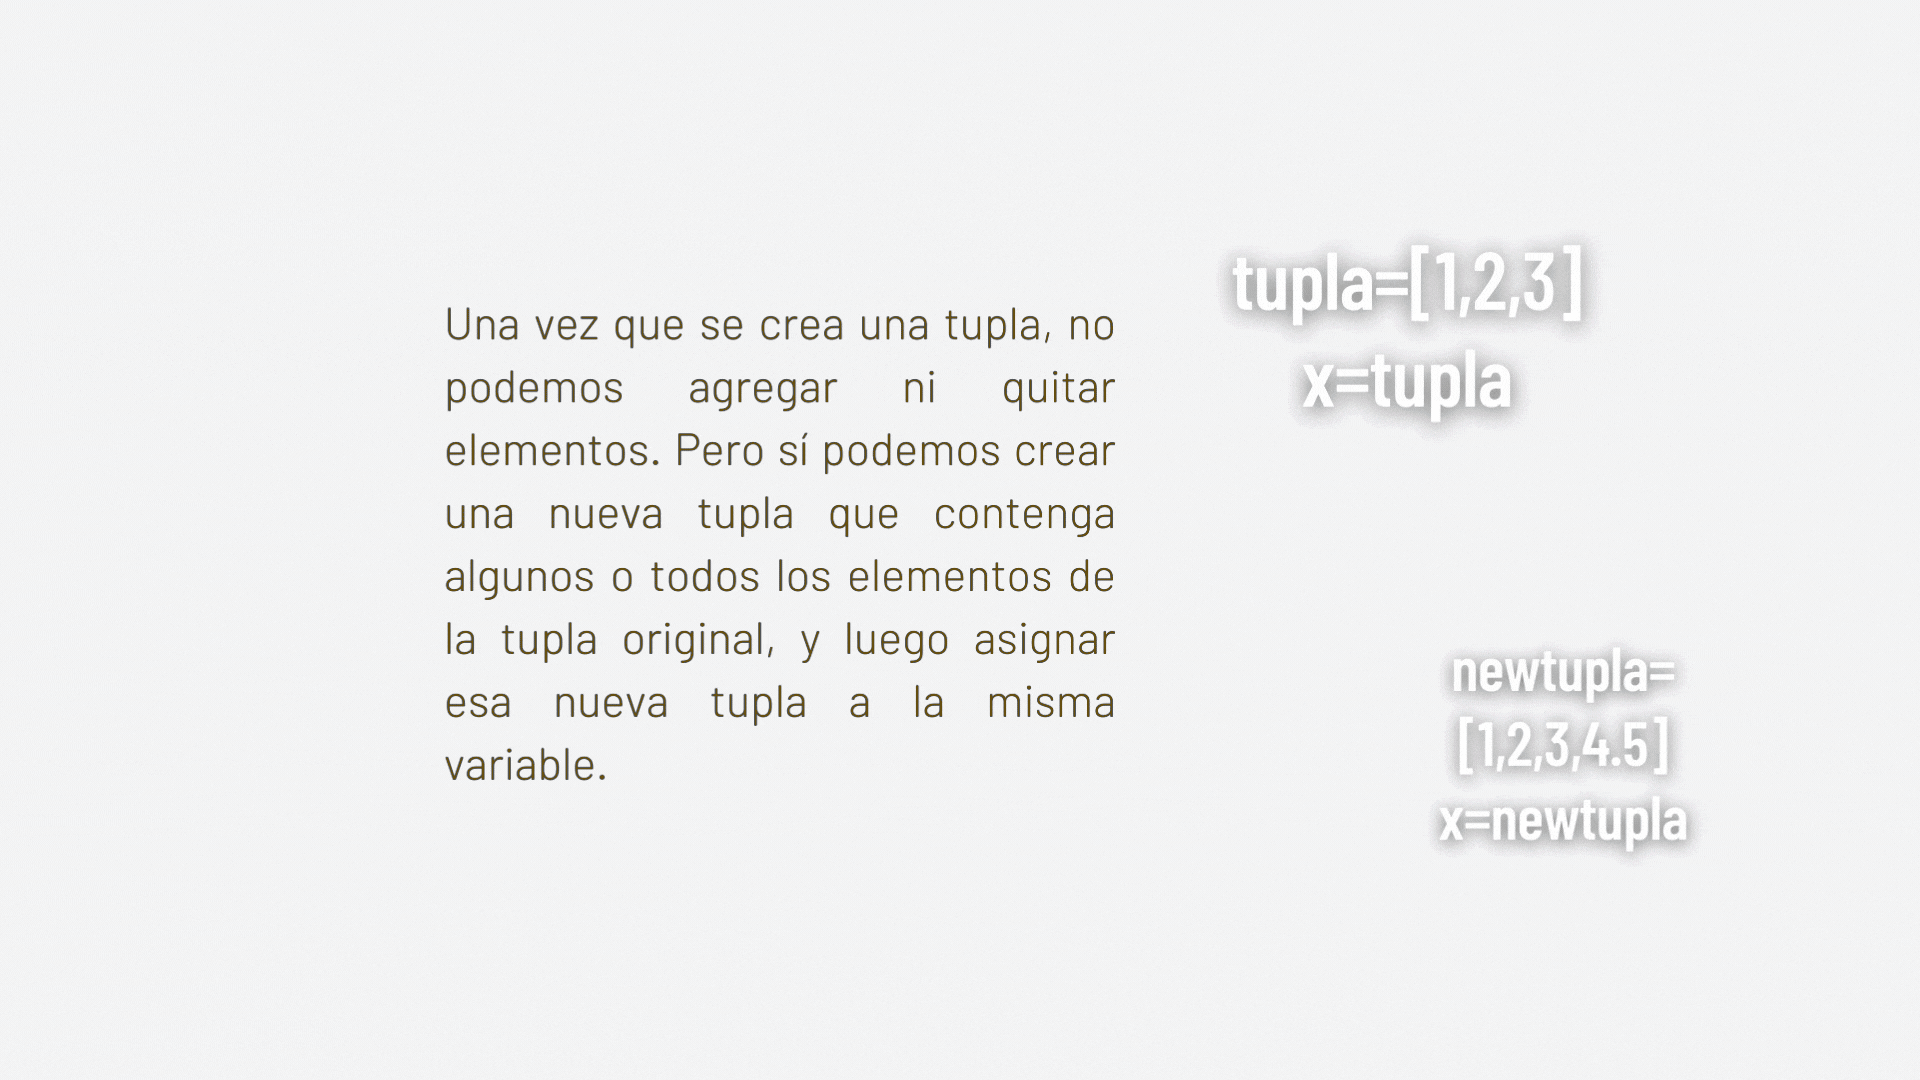 Una vez que se crea una tupla, no
podemos agregar ni quitar
elementos. Pero sí podemos crear
una nueva tupla que contenga
algunos o todos los elementos de
la tupla original, y luego asignar
esa nueva tupla a la misma
variable.
tupla=[1,2,3]
x=tupla
newtupla=
[1,2,3,4.5]
x=newtupla